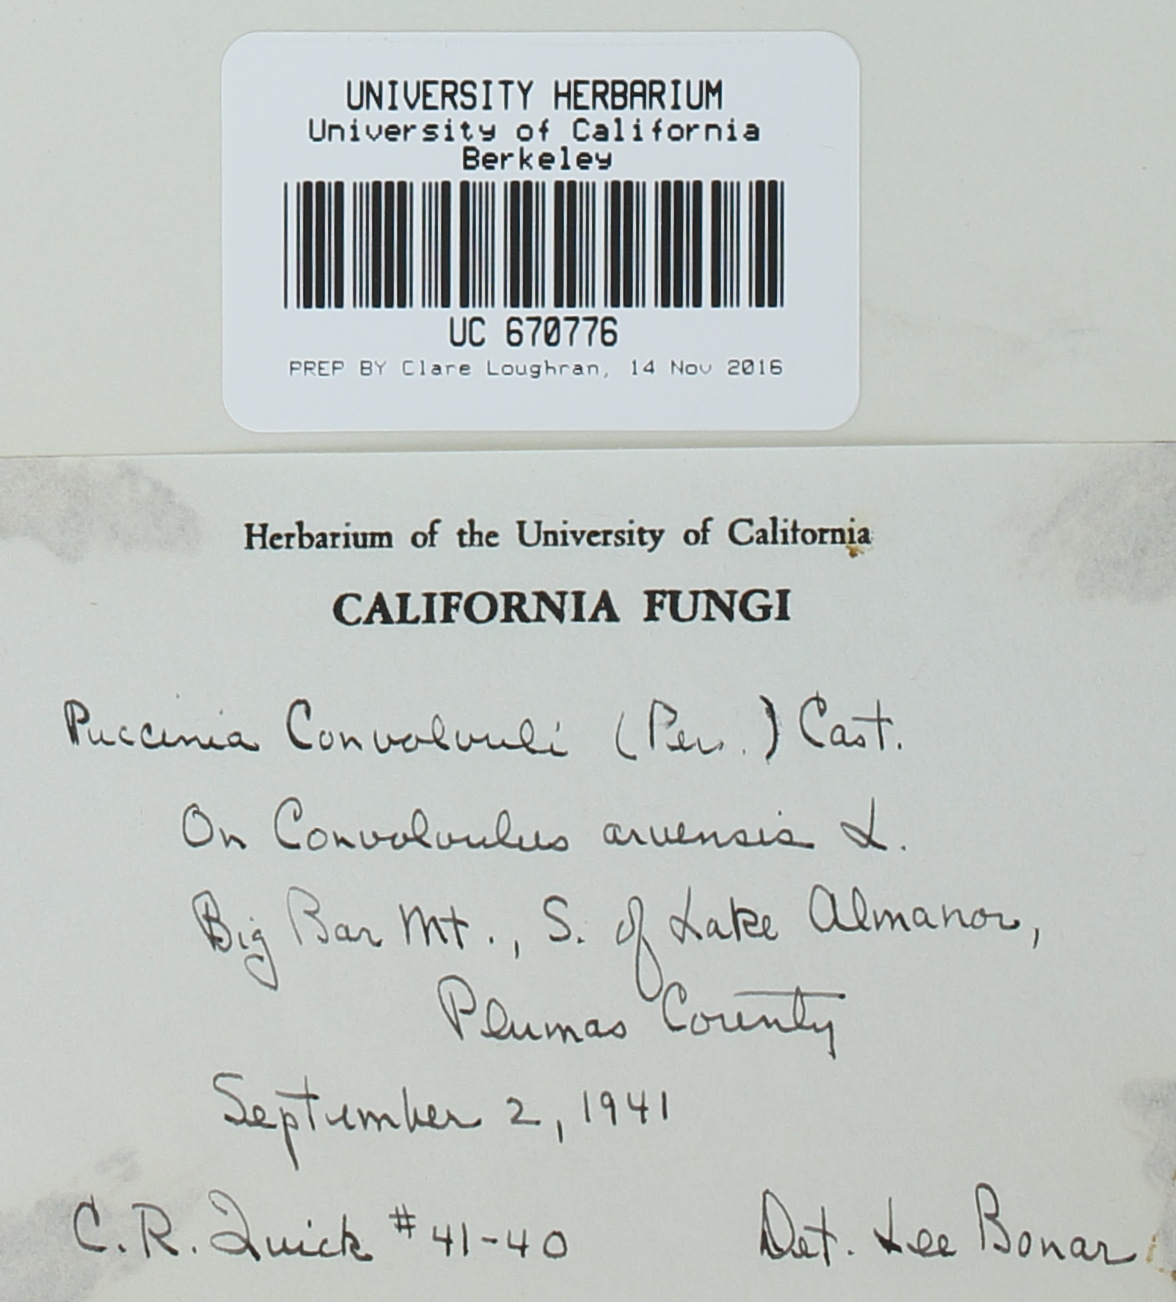 UNIVERSITY HERBARIUM
University of California
Berkeley
UC 670776
PREP BY Clare Loughran, 14 Nov 2016
Herbarium of the University of California
CALIFORNIA FUNGI
Puccinia Convolvuli (Pers.) Cast.
On Convolvulus arvensis L.
Big Bar Mt., S. of Lake Almanor,
Plumas County
September 2, 1941
C. R. Quick #41-40 Det. Lee Bonar